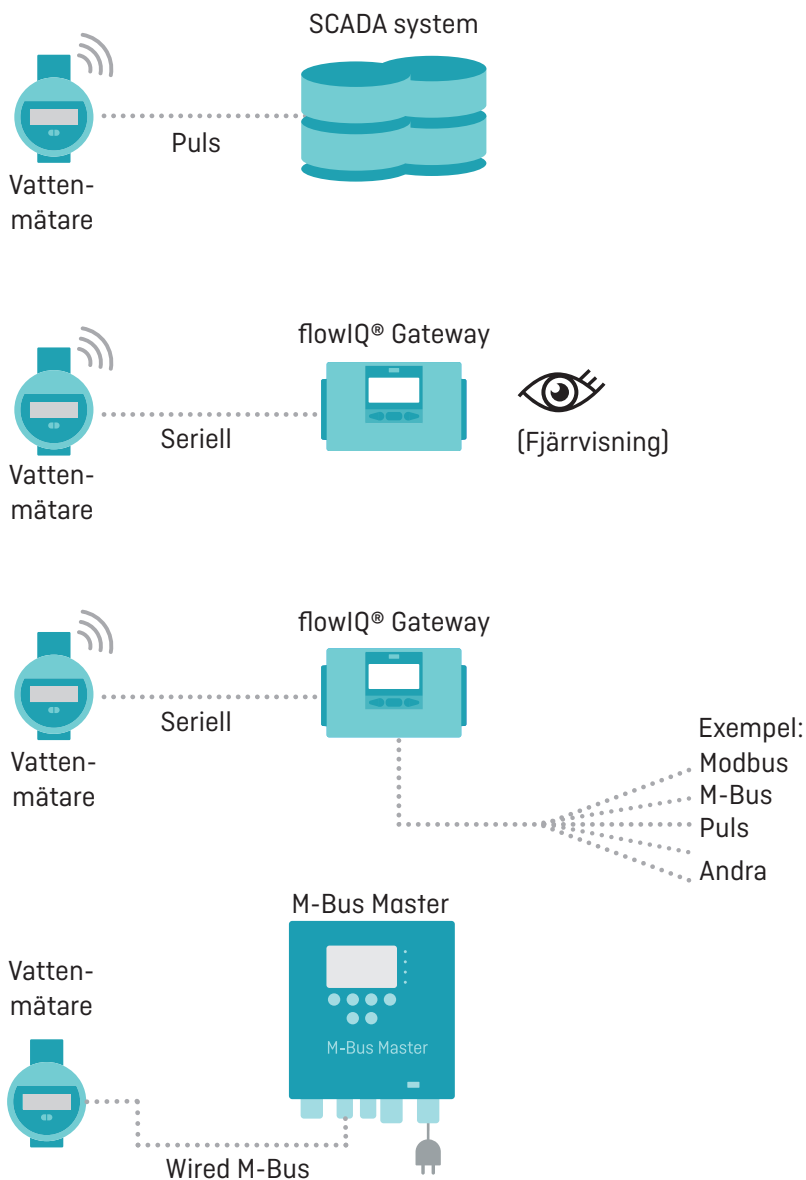 SCADA system
Puls
Vatten-
mätare
flowIQ® Gateway
Seriell
(Fjärrvisning)
Vatten-
mätare
flowIQ® Gateway
Seriell
Vatten-
mätare
Exempel:
Modbus
M-Bus
Puls
Andra
M-Bus Master
Vatten-
mätare
M-Bus Master
Wired M-Bus